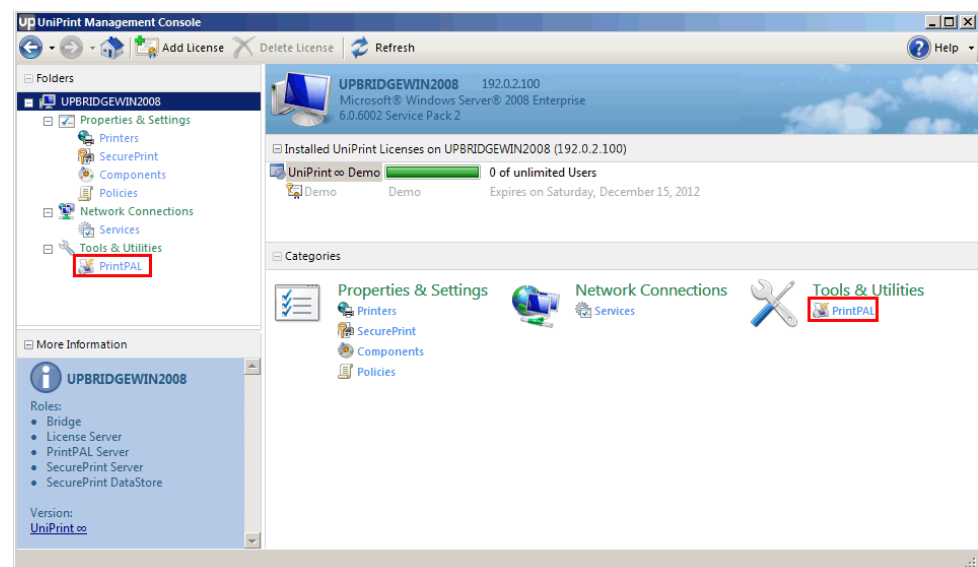 up UniPrint Management Console
Add License Delete License Refresh Help
Folders
UPBRIDGEWIN2008
Properties & Settings
Printers
SecurePrint
Components
Policies
Network Connections
Services
Tools & Utilities
PrintPAL
More Information
UPBRIDGEWIN2008
Roles:
• Bridge
• License Server
• PrintPAL Server
• SecurePrint Server
• SecurePrint DataStore
Version:
UniPrint ∞
UPBRIDGEWIN2008 192.0.2.100
Microsoft® Windows Server® 2008 Enterprise
6.0.6002 Service Pack 2
Installed UniPrint Licenses on UPBRIDGEWIN2008 (192.0.2.100)
UniPrint ∞ Demo 0 of unlimited Users
Demo Demo Expires on Saturday, December 15, 2012
Categories
Properties & Settings
Printers
SecurePrint
Components
Policies
Network Connections
Services
Tools & Utilities
PrintPAL